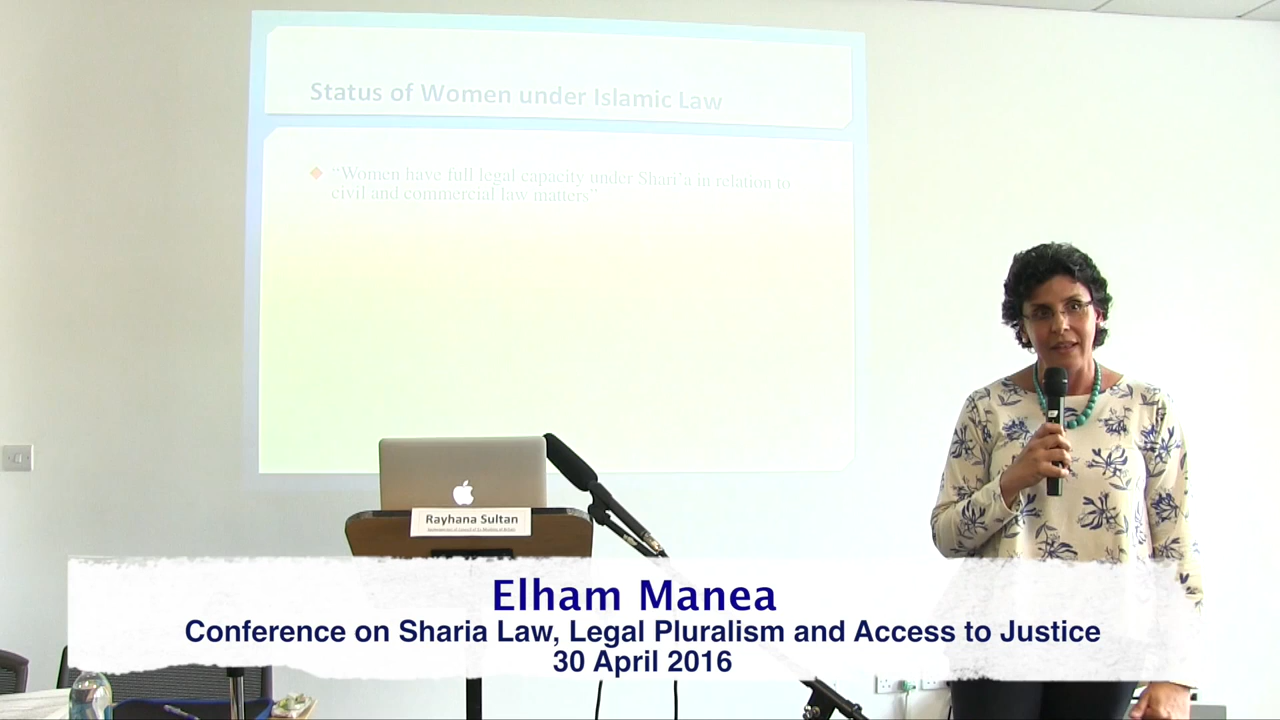 Status of Women under Islamic Law
“Women have full legal capacity under Shari’a in relation to
civil and commercial law matters”
Rayhana Sultan
Elham Manea
Conference on Sharia Law, Legal Pluralism and Access to Justice
30 April 2016